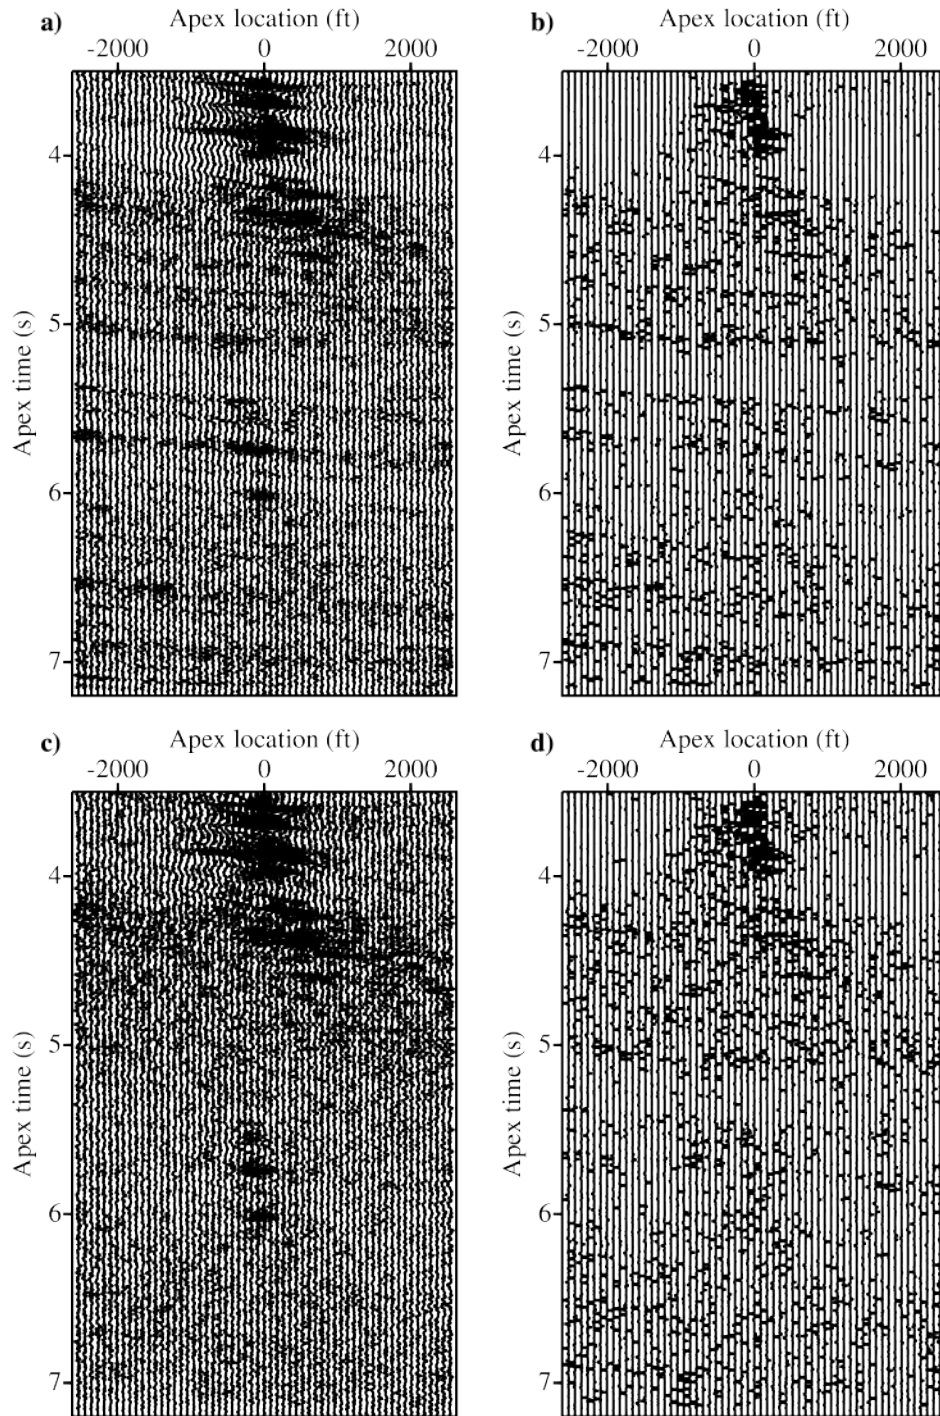 a) Apex location (ft)
-2000 0 2000
Apex time (s)
4
5
6
7
b) Apex location (ft)
-2000 0 2000
Apex time (s)
4
5
6
7
c) Apex location (ft)
-2000 0 2000
Apex time (s)
4
5
6
7
d) Apex location (ft)
-2000 0 2000
Apex time (s)
4
5
6
7